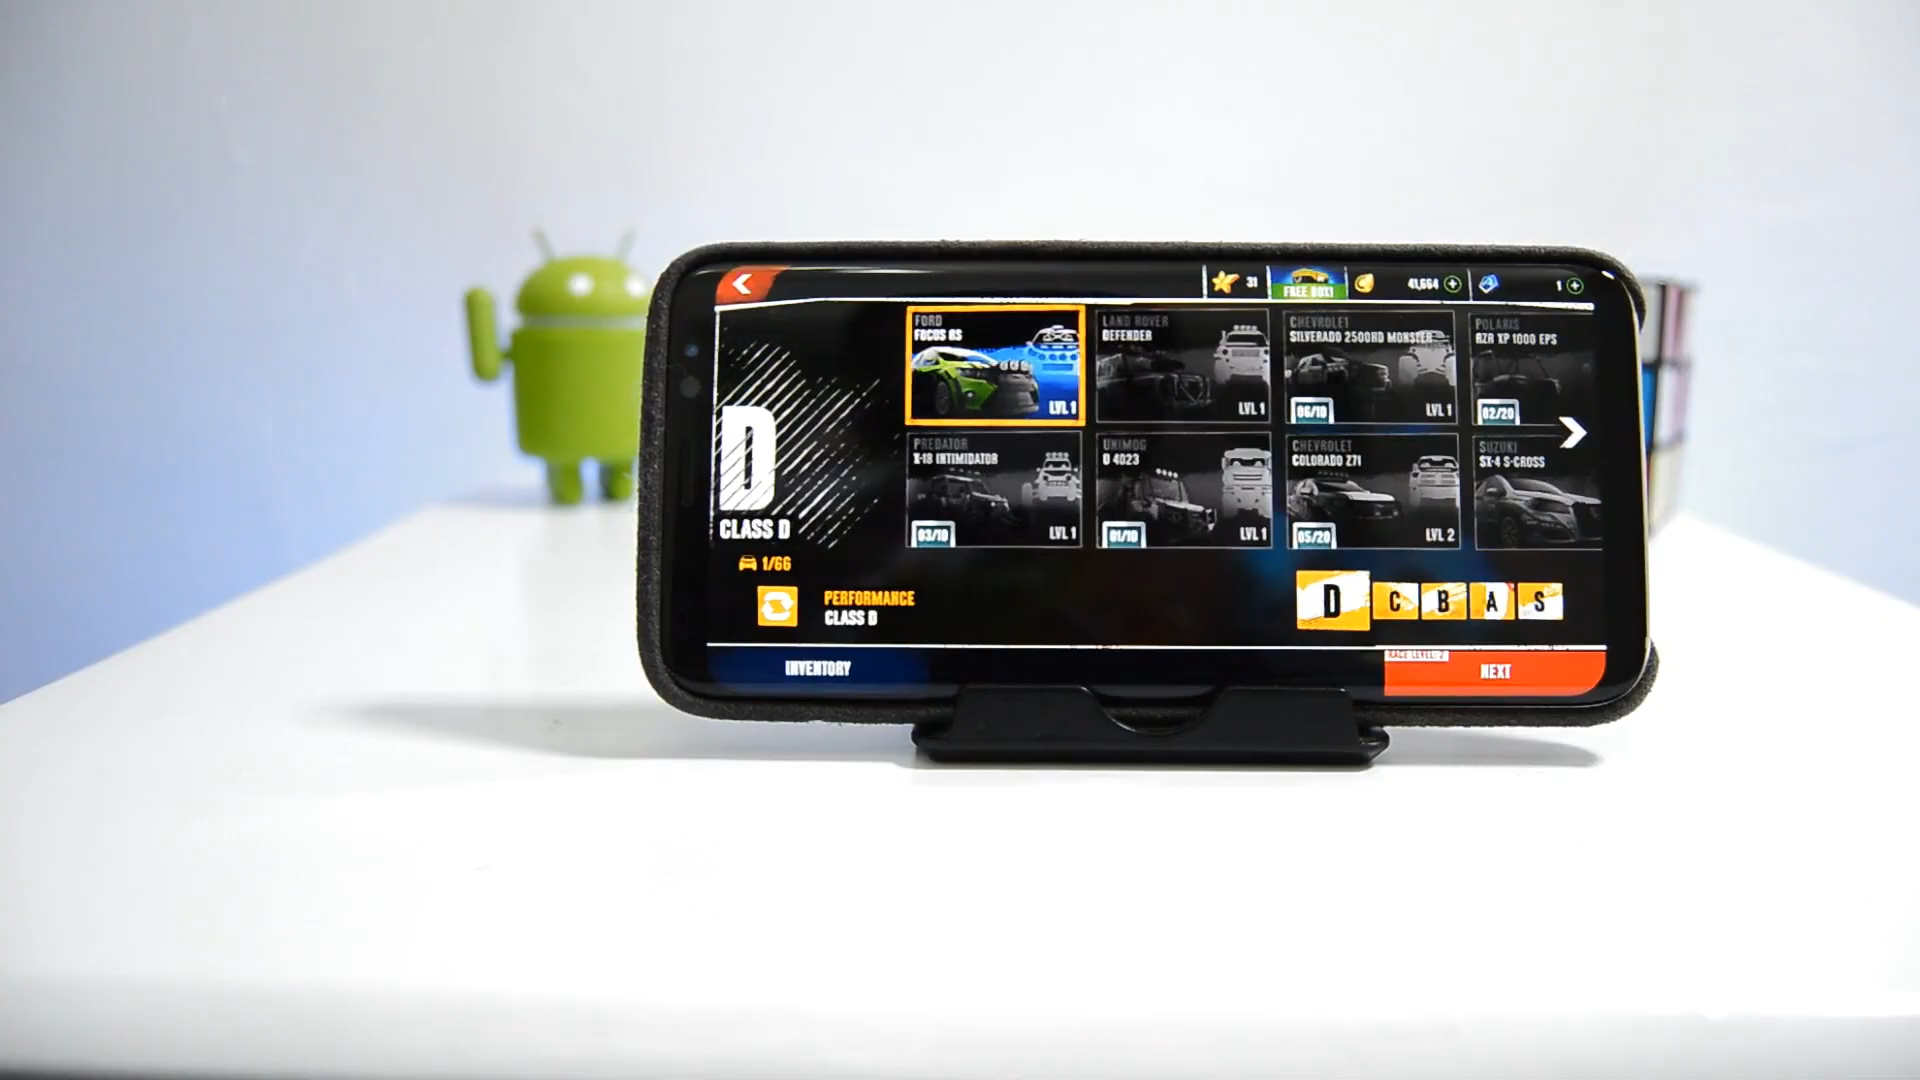 31
FREE BOX!
41,664
1
FORD
FOCUS RS
LVL 1
LAND ROVER
DEFENDER
LVL 1
CHEVROLET
SILVERADO 2500HD MONSTER
06/10
LVL 1
POLARIS
RZR XP 1000 EPS
02/20
PREDATOR
X-18 INTIMIDATOR
03/10
LVL 1
UNIMOG
U 4023
01/10
LVL 1
CHEVROLET
COLORADO Z71
05/20
LVL 2
SUZUKI
SX-4 S-CROSS
D
CLASS D
1/66
PERFORMANCE
CLASS D
D C B A S
INVENTORY
NEXT